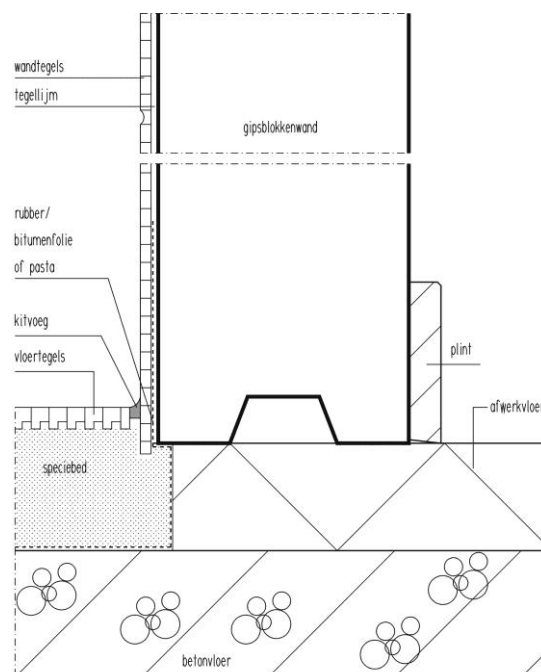 wandtegels
tegellijm
gipsblokkenwand
rubber/
bitumenfolie
of pasta
kitvoeg
vloertegels
plint
afwerkvloer
speciebed
betonvloer